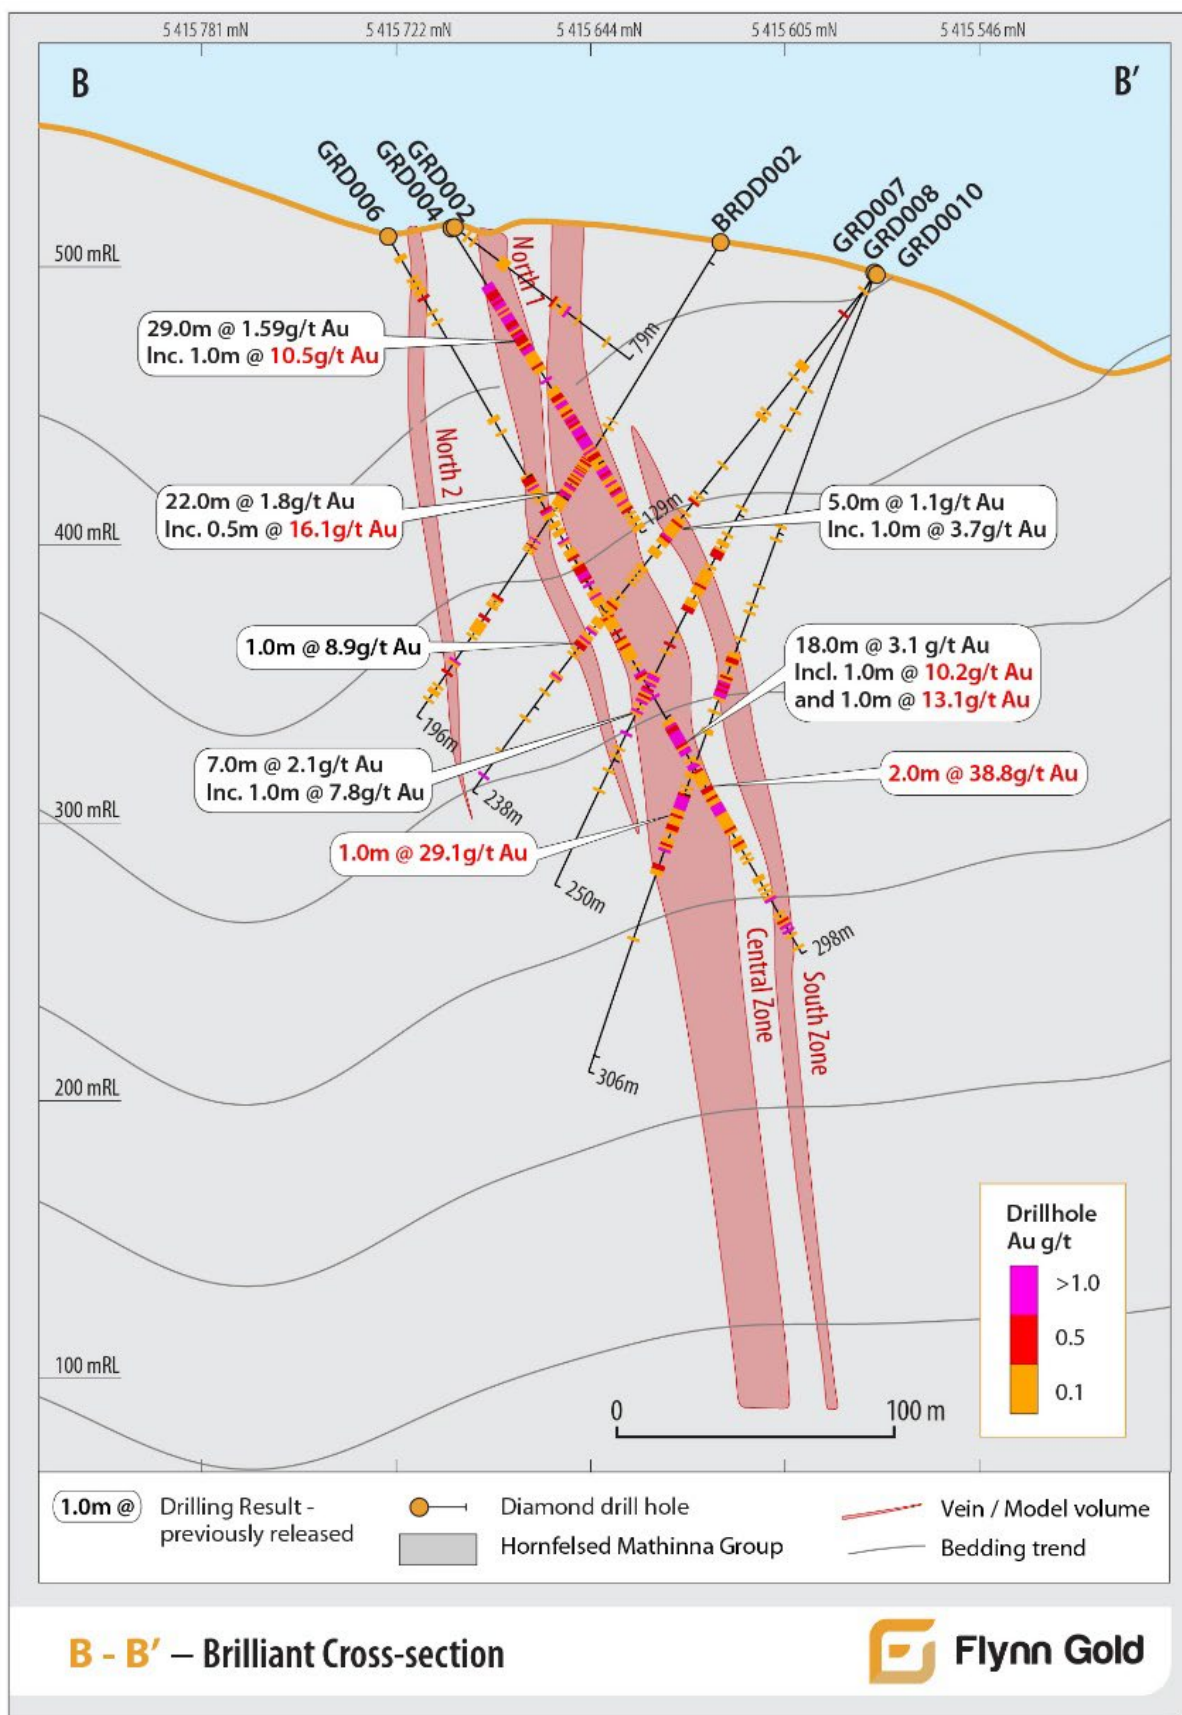 5 415 781 mN
5 415 722 mN
5 415 644 mN
5 415 605 mN
5 415 546 mN
B
B′
GRD006
GRD004
GRD002
BRDD002
GRD007
GRD008
GRD0010
500 mRL
400 mRL
300 mRL
200 mRL
100 mRL
North 1
North 2
79m
129m
29.0m @ 1.59g/t Au
Inc. 1.0m @ 10.5g/t Au
22.0m @ 1.8g/t Au
Inc. 0.5m @ 16.1g/t Au
5.0m @ 1.1g/t Au
Inc. 1.0m @ 3.7g/t Au
1.0m @ 8.9g/t Au
18.0m @ 3.1 g/t Au
Incl. 1.0m @ 10.2g/t Au
and 1.0m @ 13.1g/t Au
196m
7.0m @ 2.1g/t Au
Inc. 1.0m @ 7.8g/t Au
238m
2.0m @ 38.8g/t Au
1.0m @ 29.1g/t Au
250m
298m
306m
Central Zone
South Zone
Drillhole
Au g/t
>1.0
0.5
0.1
0
100 m
1.0m @
Drilling Result -
previously released
Diamond drill hole
Hornfelsed Mathinna Group
Vein / Model volume
Bedding trend
B - B′ – Brilliant Cross-section
Flynn Gold